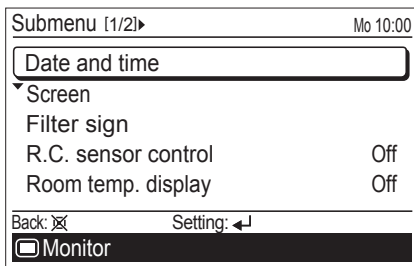 Submenu [1/2]▸ Mo 10:00
Date and time
Screen
Filter sign
R.C. sensor control Off
Room temp. display Off
Back: Setting: ↵
Monitor